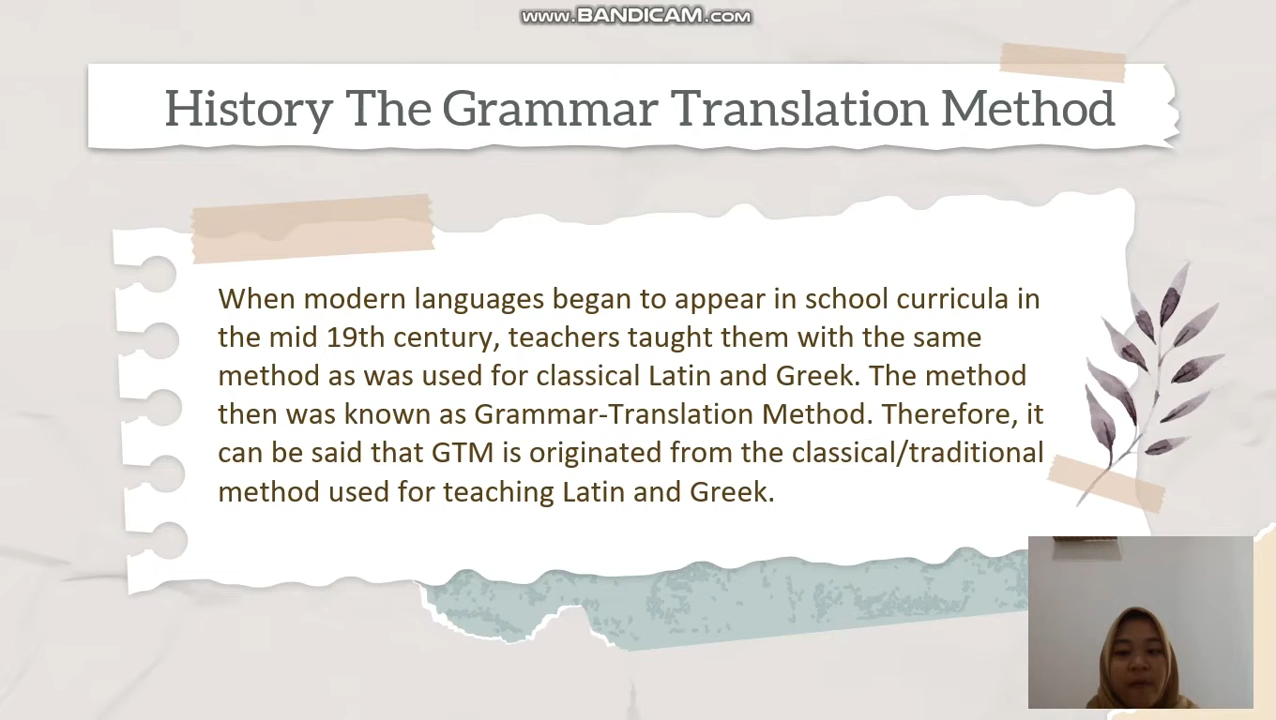 www.BANDICAM.com
History The Grammar Translation Method
When modern languages began to appear in school curricula in
the mid 19th century, teachers taught them with the same
method as was used for classical Latin and Greek. The method
then was known as Grammar-Translation Method. Therefore, it
can be said that GTM is originated from the classical/traditional
method used for teaching Latin and Greek.